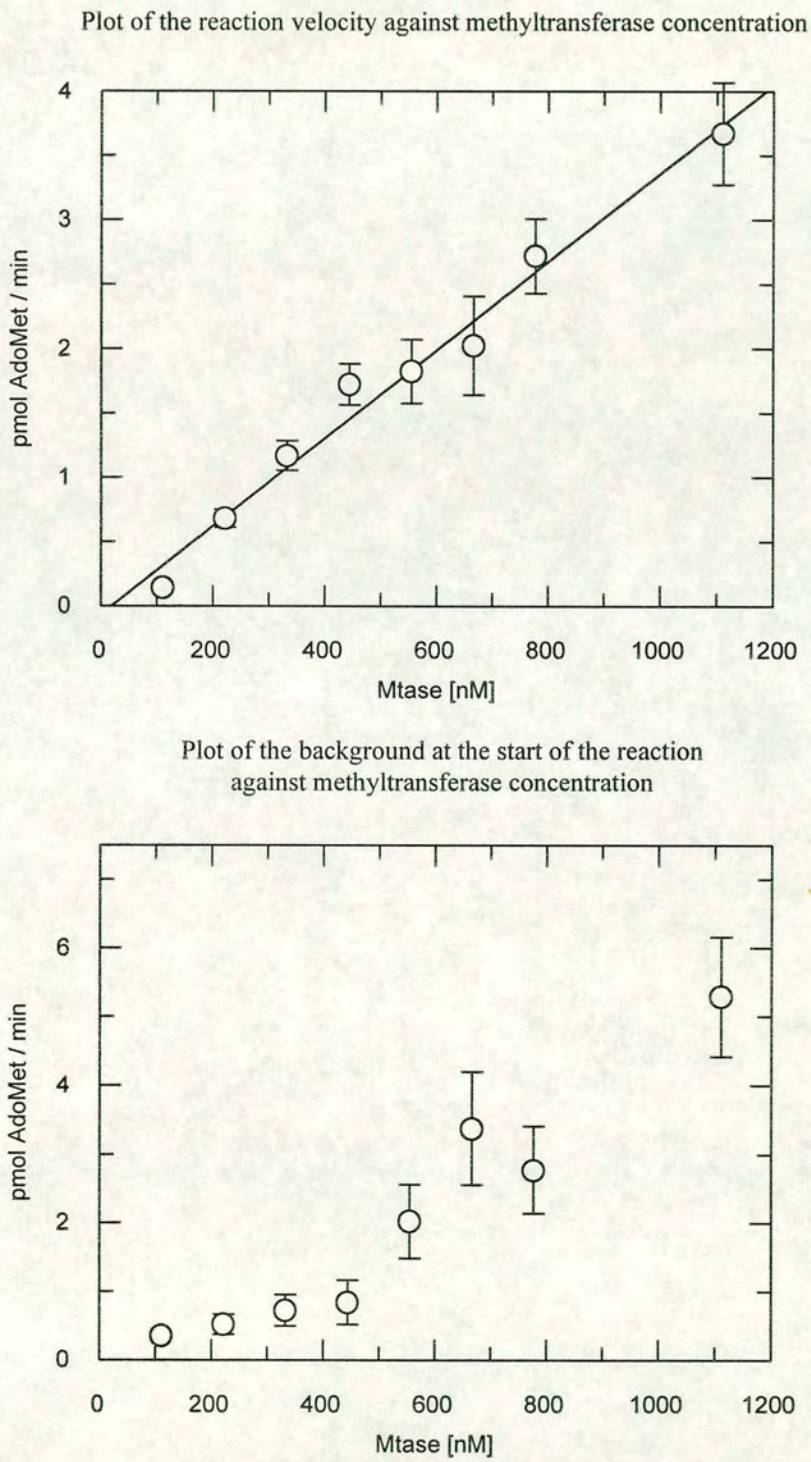 Plot of the reaction velocity against methyltransferase concentration
4
3
2
1
0
pmol AdoMet / min
0 200 400 600 800 1000 1200
Mtase [nM]
Plot of the background at the start of the reaction
against methyltransferase concentration
6
4
2
0
pmol AdoMet / min
0 200 400 600 800 1000 1200
Mtase [nM]